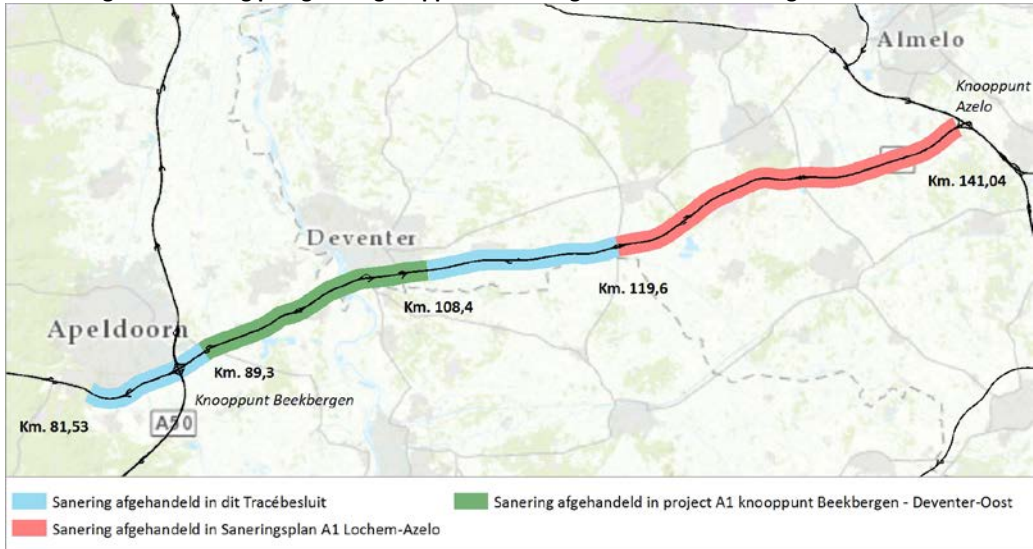 Almelo
Knooppunt
Azelo
Km. 141,04
Deventer
Km. 119,6
Km. 108,4
Apeldoorn
Km. 89,3
Knooppunt Beekbergen
Km. 81,53
A50
Sanering afgehandeld in dit Tracébesluit
Sanering afgehandeld in project A1 knooppunt Beekbergen - Deventer-Oost
Sanering afgehandeld in Saneringsplan A1 Lochem-Azelo